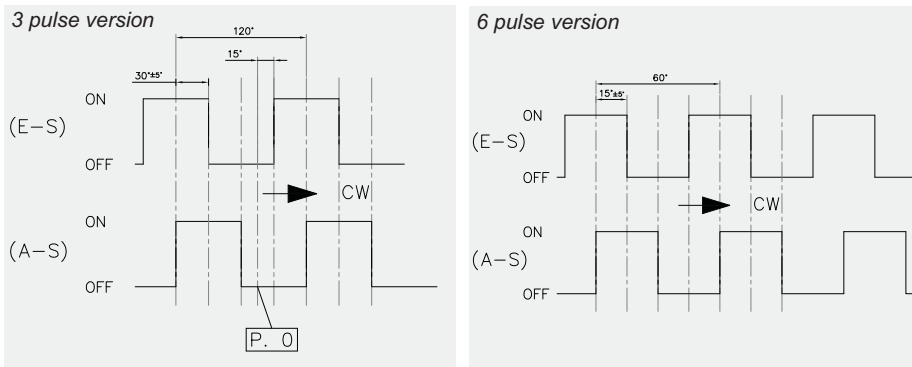 3 pulse version
120°
15°
30°±5°
ON
(E–S)
OFF
CW
ON
(A–S)
OFF
P. 0
6 pulse version
60°
15°±5°
ON
(E–S)
OFF
CW
ON
(A–S)
OFF